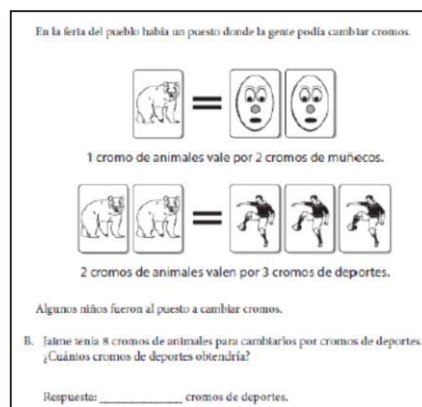 En la feria del pueblo había un puesto donde la gente podía cambiar cromos.
1 cromo de animales vale por 2 cromos de muñecos.
2 cromos de animales valen por 3 cromos de deportes.
Algunos niños fueron al puesto a cambiar cromos.
B. Jaime tenía 8 cromos de animales para cambiarlos por cromos de deportes.
¿Cuántos cromos de deportes obtendría?
Respuesta: ____________ cromos de deportes.